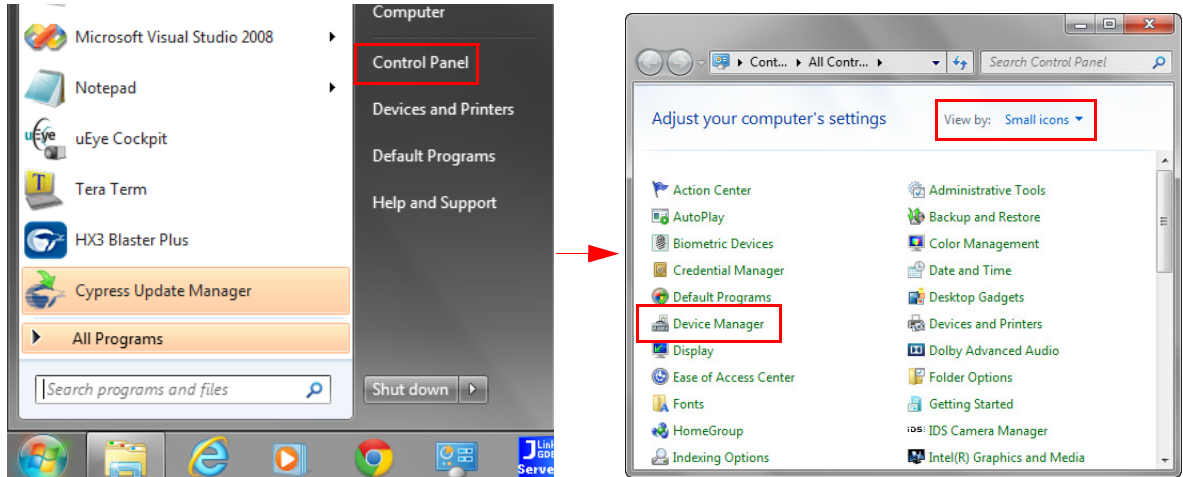 Microsoft Visual Studio 2008
Notepad
uEye
uEye Cockpit
T
Tera Term
HX3 Blaster Plus
Cypress Update Manager
All Programs
Search programs and files
Computer
Control Panel
Devices and Printers
Default Programs
Help and Support
Shut down
J Link
GDB
Serve
Cont... All Contr...
Search Control Panel
Adjust your computer's settings
View by: Small icons
Action Center
AutoPlay
Biometric Devices
Credential Manager
Default Programs
Device Manager
Display
Ease of Access Center
Fonts
HomeGroup
Indexing Options
Administrative Tools
Backup and Restore
Color Management
Date and Time
Desktop Gadgets
Devices and Printers
Dolby Advanced Audio
Folder Options
Getting Started
IDS: IDS Camera Manager
Intel(R) Graphics and Media